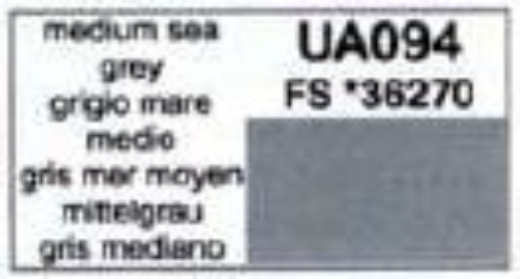 medium sea
grey
grigio mare
medio
gris mer moyen
mittelgrau
gris mediano
UA094
FS *36270